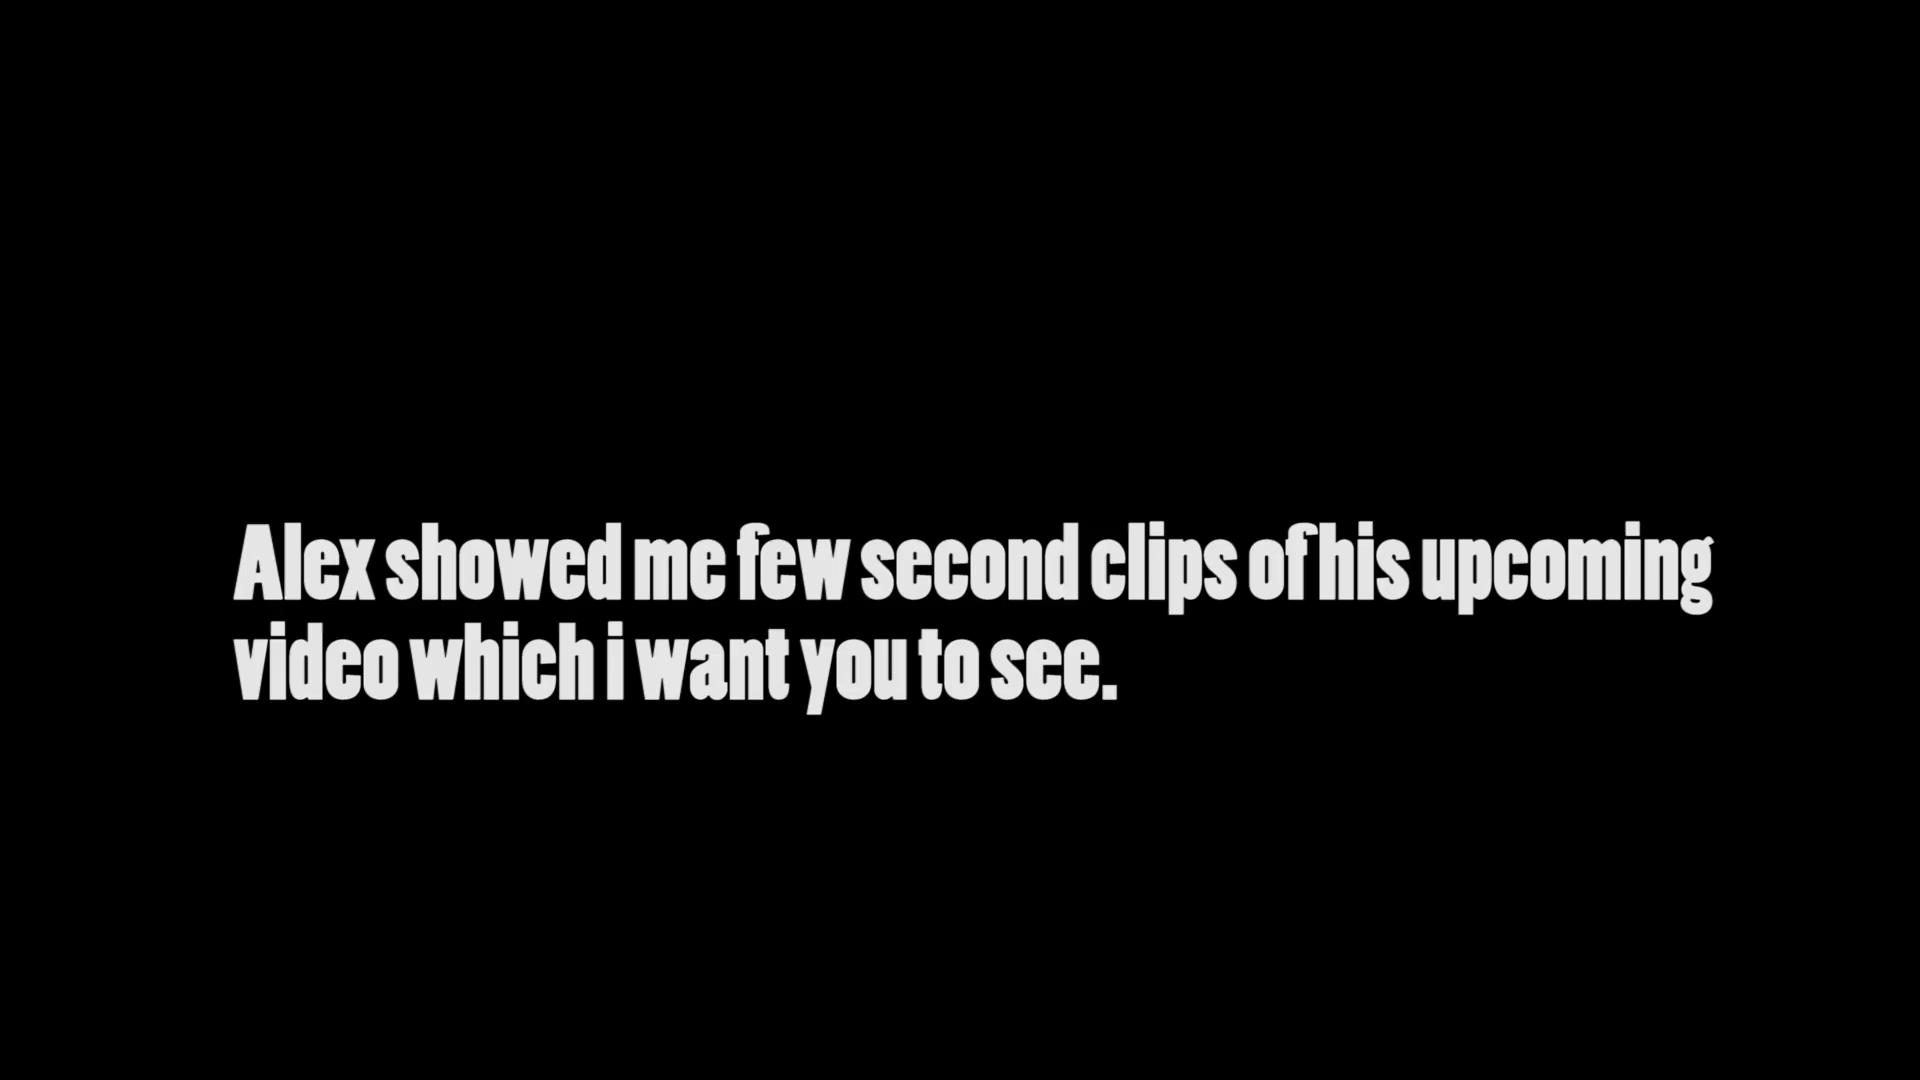 Alex showed me few second clips of his upcoming
video which i want you to see.